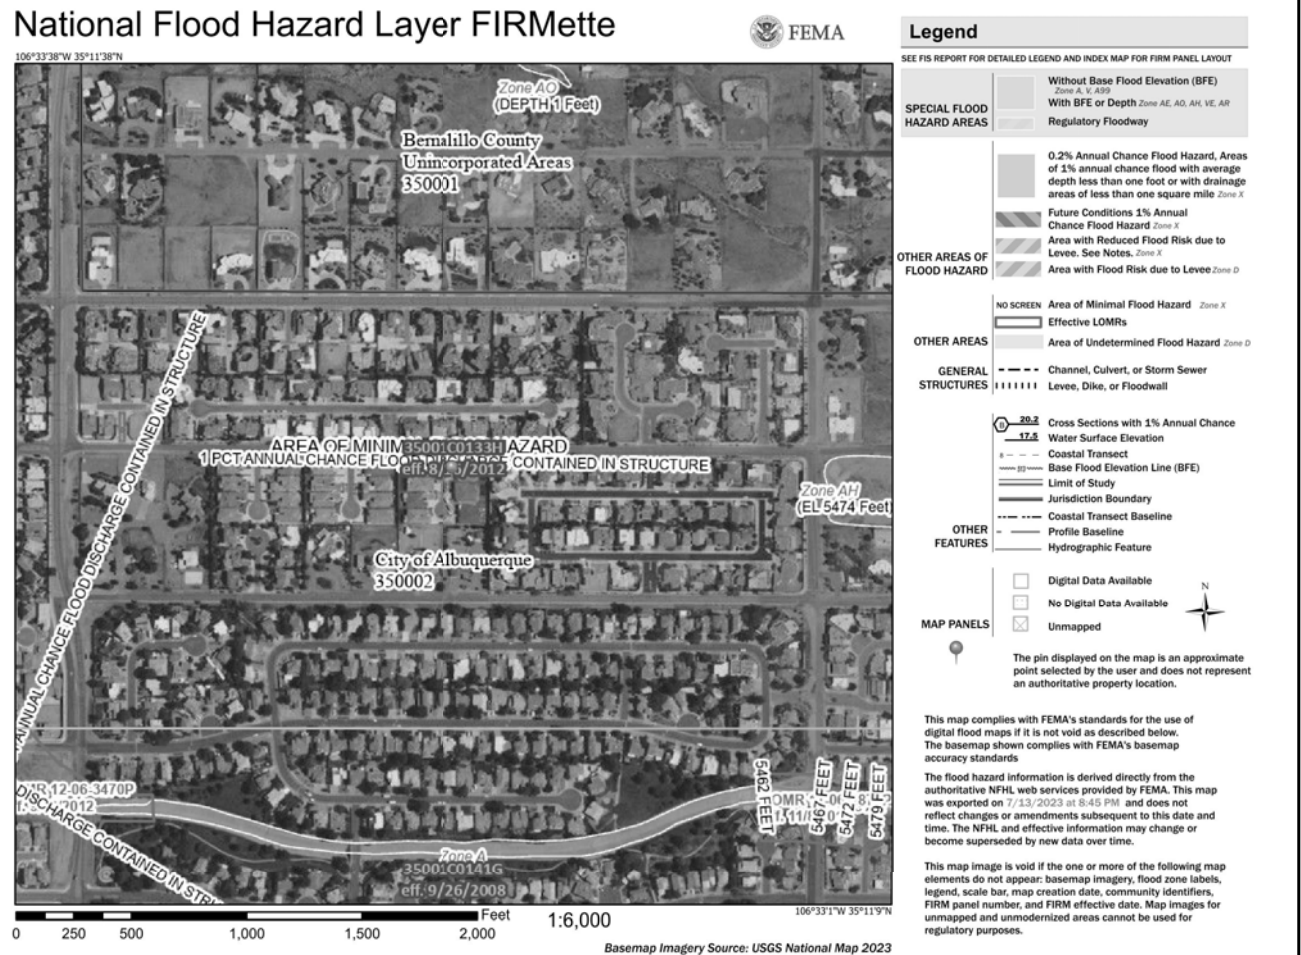 National Flood Hazard Layer FIRMette
FEMA
106°33'38"W 35°11'38"N
Zone AO
(DEPTH 1 Feet)
Bernalillo County
Unincorporated Areas
350001
ANNUAL CHANCE FLOOD DISCHARGE CONTAINED IN STRUCTURE
AREA OF MINIM
HAZARD
35001C0133H
1 PCT ANNUAL CHANCE FLO
CONTAINED IN STRUCTURE
Zone AH
(EL 5474 Feet)
City of Albuquerque
350002
12-06-3470P
2012
DISCHARGE CONTAINED IN STR
5462 FEET
5467 FEET
5472 FEET
5479 FEET
Zone A
35001C0141G
eff. 9/26/2008
0 250 500 1,000 1,500 2,000
Feet
1:6,000
106°33'1"W 35°11'9"N
Basemap Imagery Source: USGS National Map 2023
Legend
SEE FIS REPORT FOR DETAILED LEGEND AND INDEX MAP FOR FIRM PANEL LAYOUT
SPECIAL FLOOD
HAZARD AREAS
Without Base Flood Elevation (BFE)
Zone A, V, A99
With BFE or Depth Zone AE, AO, AH, VE, AR
Regulatory Floodway
OTHER AREAS OF
FLOOD HAZARD
0.2% Annual Chance Flood Hazard, Areas
of 1% annual chance flood with average
depth less than one foot or with drainage
areas of less than one square mile Zone X
Future Conditions 1% Annual
Chance Flood Hazard Zone X
Area with Reduced Flood Risk due to
Levee. See Notes. Zone X
Area with Flood Risk due to Levee Zone D
OTHER AREAS
NO SCREEN Area of Minimal Flood Hazard Zone X
Effective LOMRs
Area of Undetermined Flood Hazard Zone D
GENERAL
STRUCTURES
Channel, Culvert, or Storm Sewer
Levee, Dike, or Floodwall
OTHER
FEATURES
B 20.2 Cross Sections with 1% Annual Chance
17.5 Water Surface Elevation
8 Coastal Transect
Base Flood Elevation Line (BFE)
Limit of Study
Jurisdiction Boundary
Coastal Transect Baseline
Profile Baseline
Hydrographic Feature
MAP PANELS
Digital Data Available
No Digital Data Available
Unmapped
N
The pin displayed on the map is an approximate
point selected by the user and does not represent
an authoritative property location.
This map complies with FEMA's standards for the use of
digital flood maps if it is not void as described below.
The basemap shown complies with FEMA's basemap
accuracy standards
The flood hazard information is derived directly from the
authoritative NFHL web services provided by FEMA. This map
was exported on 7/13/2023 at 8:45 PM and does not
reflect changes or amendments subsequent to this date and
time. The NFHL and effective information may change or
become superseded by new data over time.
This map image is void if the one or more of the following map
elements do not appear: basemap imagery, flood zone labels,
legend, scale bar, map creation date, community identifiers,
FIRM panel number, and FIRM effective date. Map images for
unmapped and unmodernized areas cannot be used for
regulatory purposes.